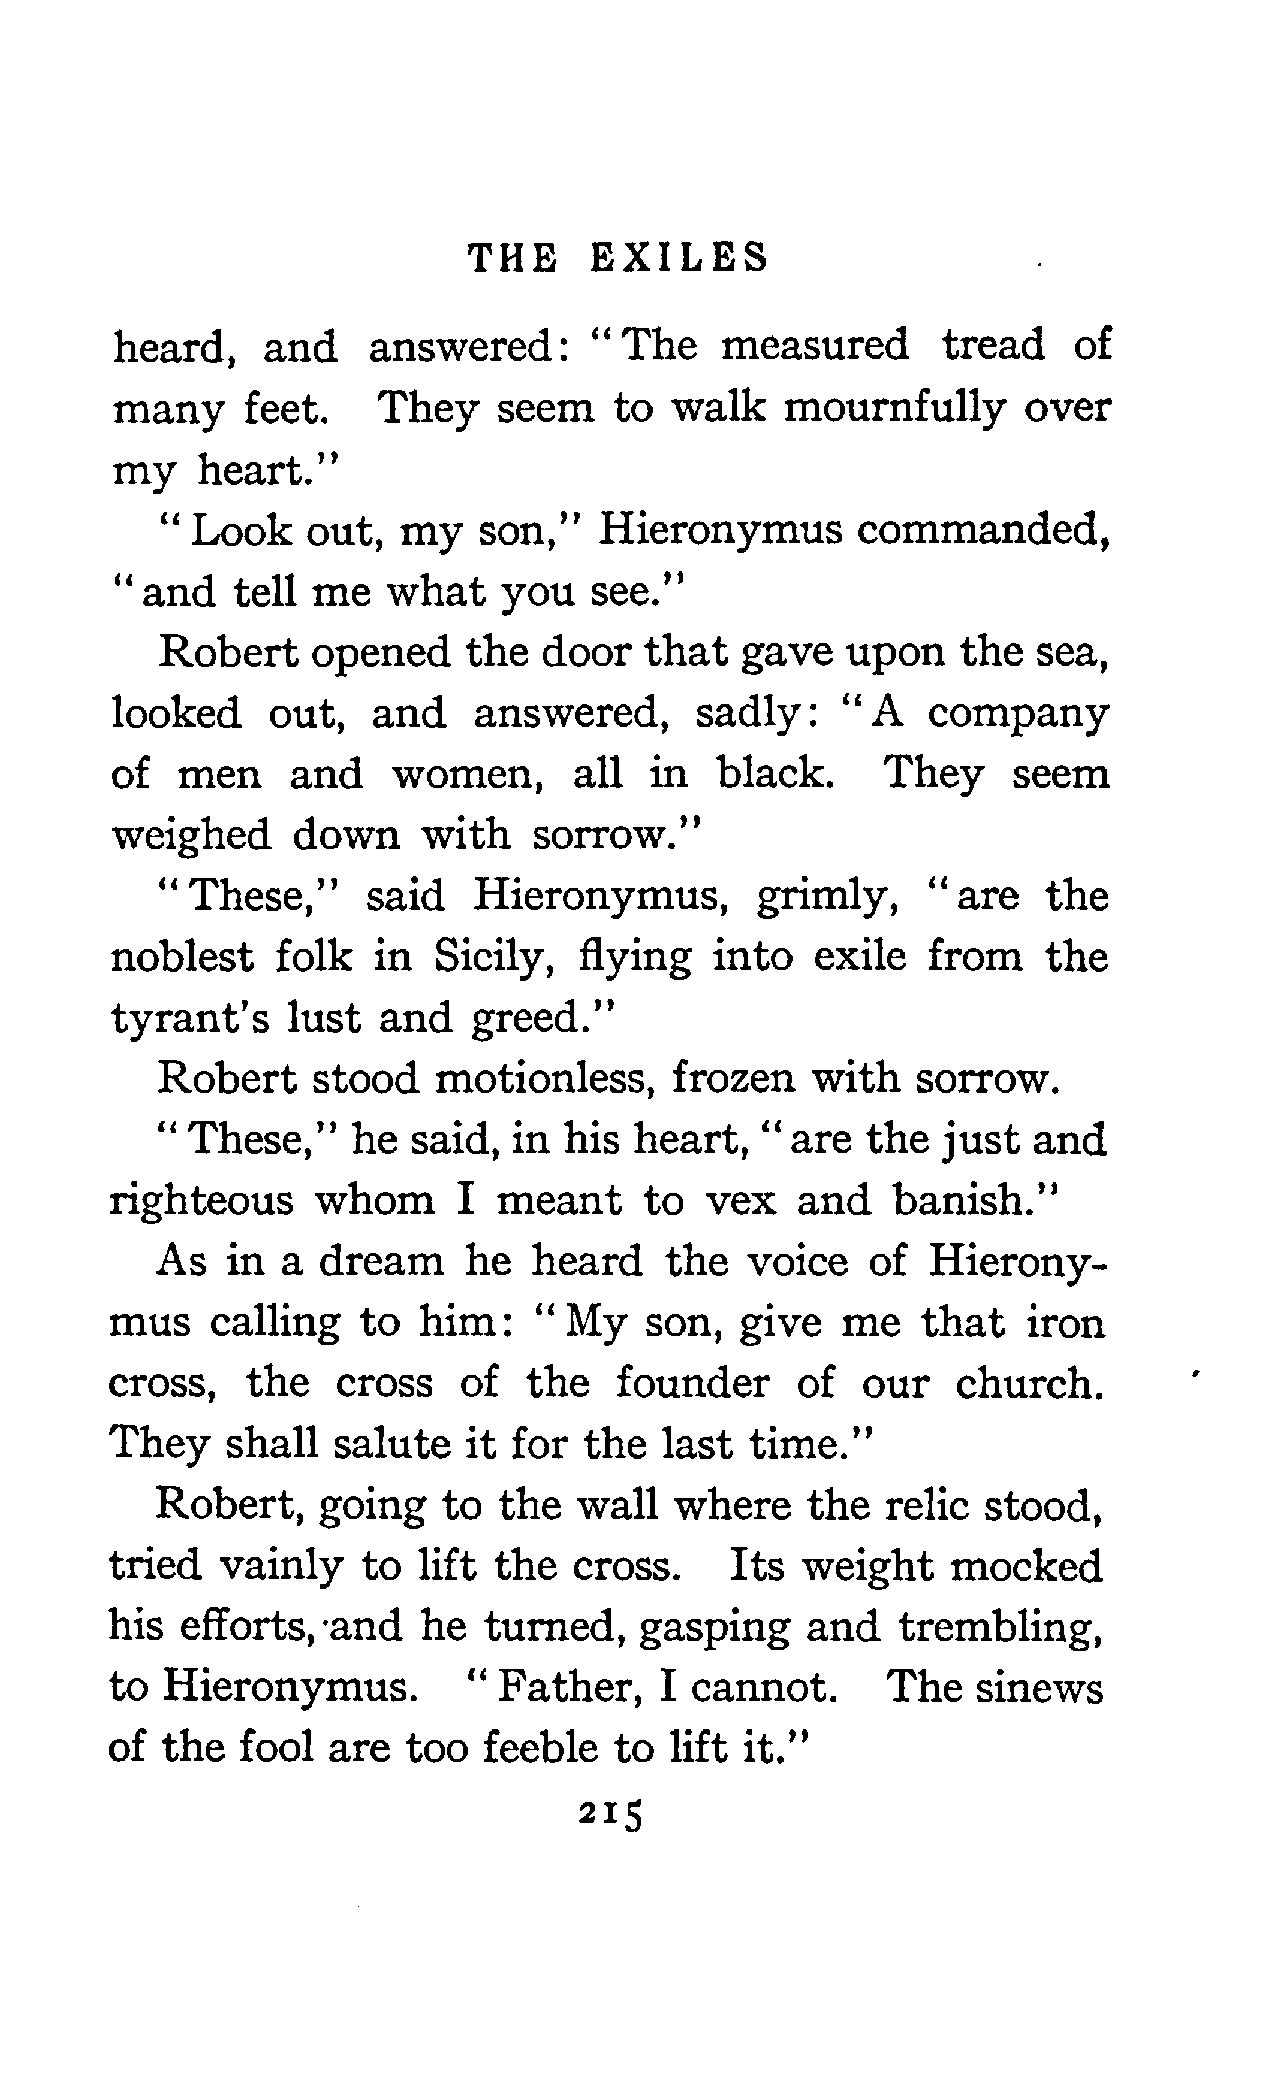 THE EXILES
heard, and answered: "The measured tread of
many feet. They seem to walk mournfully over
my heart."
"Look out, my son," Hieronymus commanded,
"and tell me what you see."
Robert opened the door that gave upon the sea,
looked out, and answered, sadly: "A company
of men and women, all in black. They seem
weighed down with sorrow."
"These," said Hieronymus, grimly, "are the
noblest folk in Sicily, flying into exile from the
tyrant's lust and greed."
Robert stood motionless, frozen with sorrow.
"These," he said, in his heart, "are the just and
righteous whom I meant to vex and banish."
As in a dream he heard the voice of Hierony-
mus calling to him: "My son, give me that iron
cross, the cross of the founder of our church.
They shall salute it for the last time."
Robert, going to the wall where the relic stood,
tried vainly to lift the cross. Its weight mocked
his efforts, and he turned, gasping and trembling,
to Hieronymus. "Father, I cannot. The sinews
of the fool are too feeble to lift it."
215